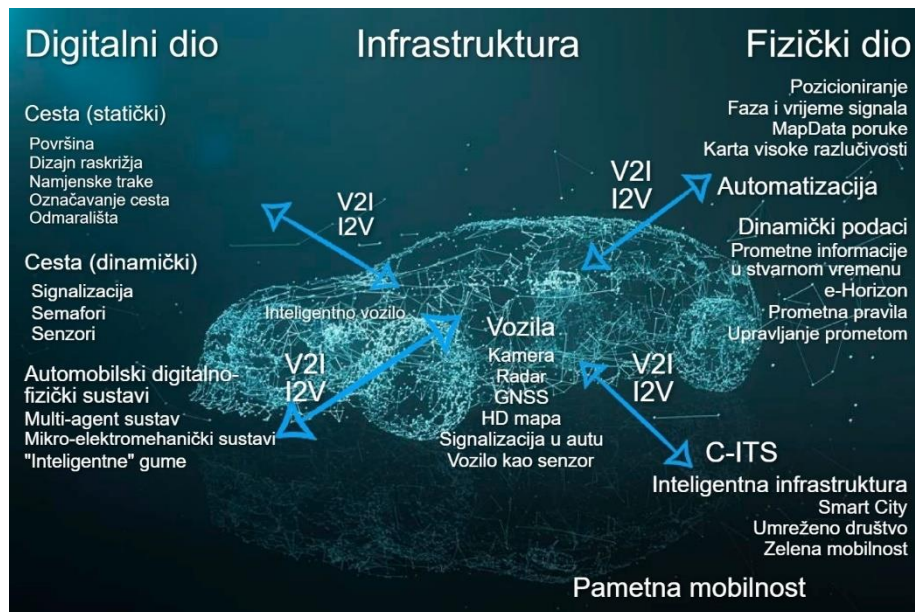 Digitalni dio
Infrastruktura
Fizički dio
Cesta (statički)
Površina
Dizajn raskrižja
Namjenske trake
Označavanje cesta
Odmarališta
Cesta (dinamički)
Signalizacija
Semafori
Senzori
Automobilski digitalno-
fizički sustavi
Multi-agent sustav
Mikro-elektromehanički sustavi
"Inteligentne" gume
V2I
I2V
Inteligentno vozilo
V2I
I2V
Vozila
Kamera
Radar
GNSS
HD mapa
Signalizacija u autu
Vozilo kao senzor
V2I
I2V
V2I
I2V
Pozicioniranje
Faza i vrijeme signala
MapData poruke
Karta visoke razlučivosti
Automatizacija
Dinamički podaci
Prometne informacije
u stvarnom vremenu
e-Horizon
Prometna pravila
Upravljanje prometom
C-ITS
Inteligentna infrastruktura
Smart City
Umreženo društvo
Zelena mobilnost
Pametna mobilnost